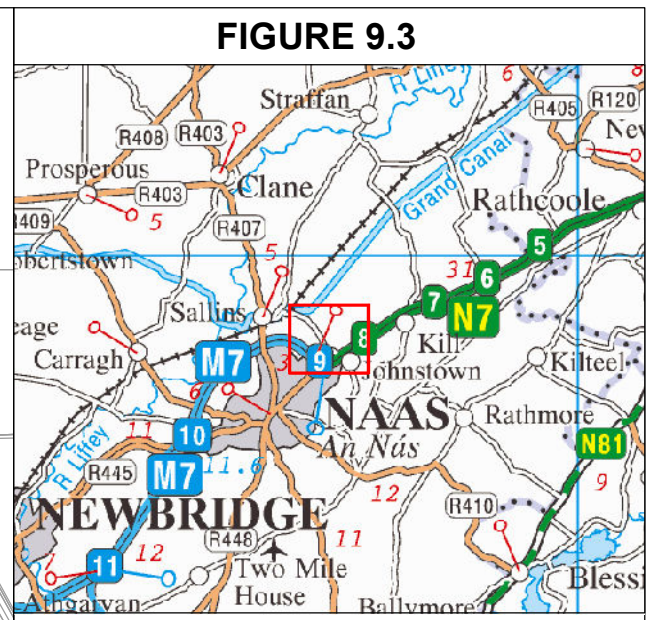 FIGURE 9.3
6
8
R Liffey
Straffan
R405
R120
R408
R403
New
Prosperous
Clane
Grand Canal
R403
5
Rathcoole
R409
R407
5
obertstown
5
31
6
7
N7
Sallins
eage
8
Kill
M7
3
9
Carragh
Johnstown
Kilteel
6
NAAS
Rathmore
11
10
An Nás
N81
R Liffey
R445
M7
11.6
9
12
R410
NEWBRIDGE
R448
11
7
11
12
Two Mile
House
Blessi
Athgarvan
Ballymore